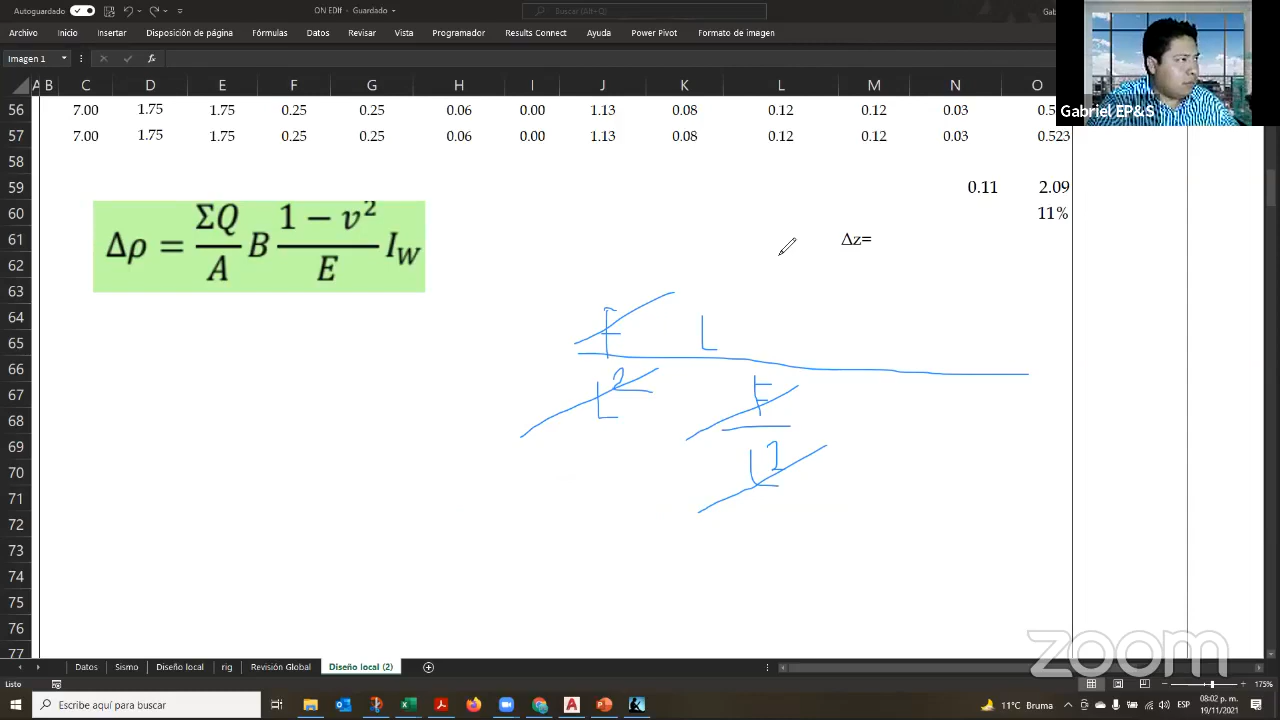 Autoguardado
ON EDIf - Guardado
Buscar (Alt+Q)
Archivo Inicio Insertar Disposición de página Fórmulas Datos Revisar Vista Programador Results Connect Ayuda Power Pivot Formato de imagen
Gabriel EP&S
Imagen 1
fx
A B C D E F G H I J K L M N O
56 7.00 1.75 1.75 0.25 0.25 0.06 0.00 1.13 0.08 0.12 0.12 0.03
57 7.00 1.75 1.75 0.25 0.25 0.06 0.00 1.13 0.08 0.12 0.12 0.03 0.523
58
59 0.11 2.09
60 11%
61 Δz=
62
Δρ = ΣQ/A B (1 − v²)/E I_W
63
64
65 F L
66
67 L² F
68
69
70 L²
71
72
73
74
75
76
77
zoom
Datos Sismo Diseño local rig Revisión Global Diseño local (2)
Listo
175%
Escribe aquí para buscar
11°C Bruma
ESP
08:02 p. m.
19/11/2021